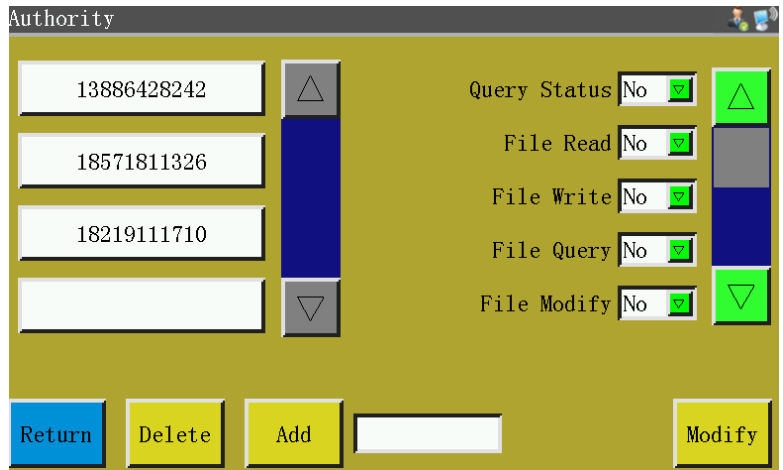 Authority
13886428242
18571811326
18219111710
Query Status No
File Read No
File Write No
File Query No
File Modify No
Return Delete Add Modify